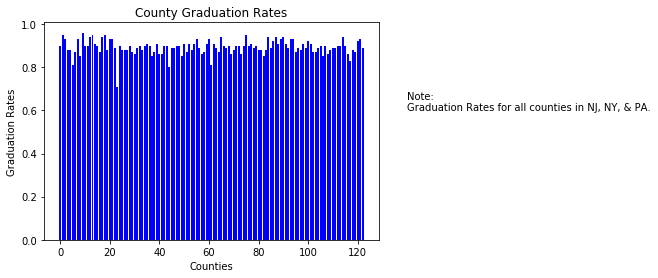 County Graduation Rates
1.0
0.8
0.6
0.4
0.2
0.0
Graduation Rates
0 20 40 60 80 100 120
Counties
Note:
Graduation Rates for all counties in NJ, NY, & PA.